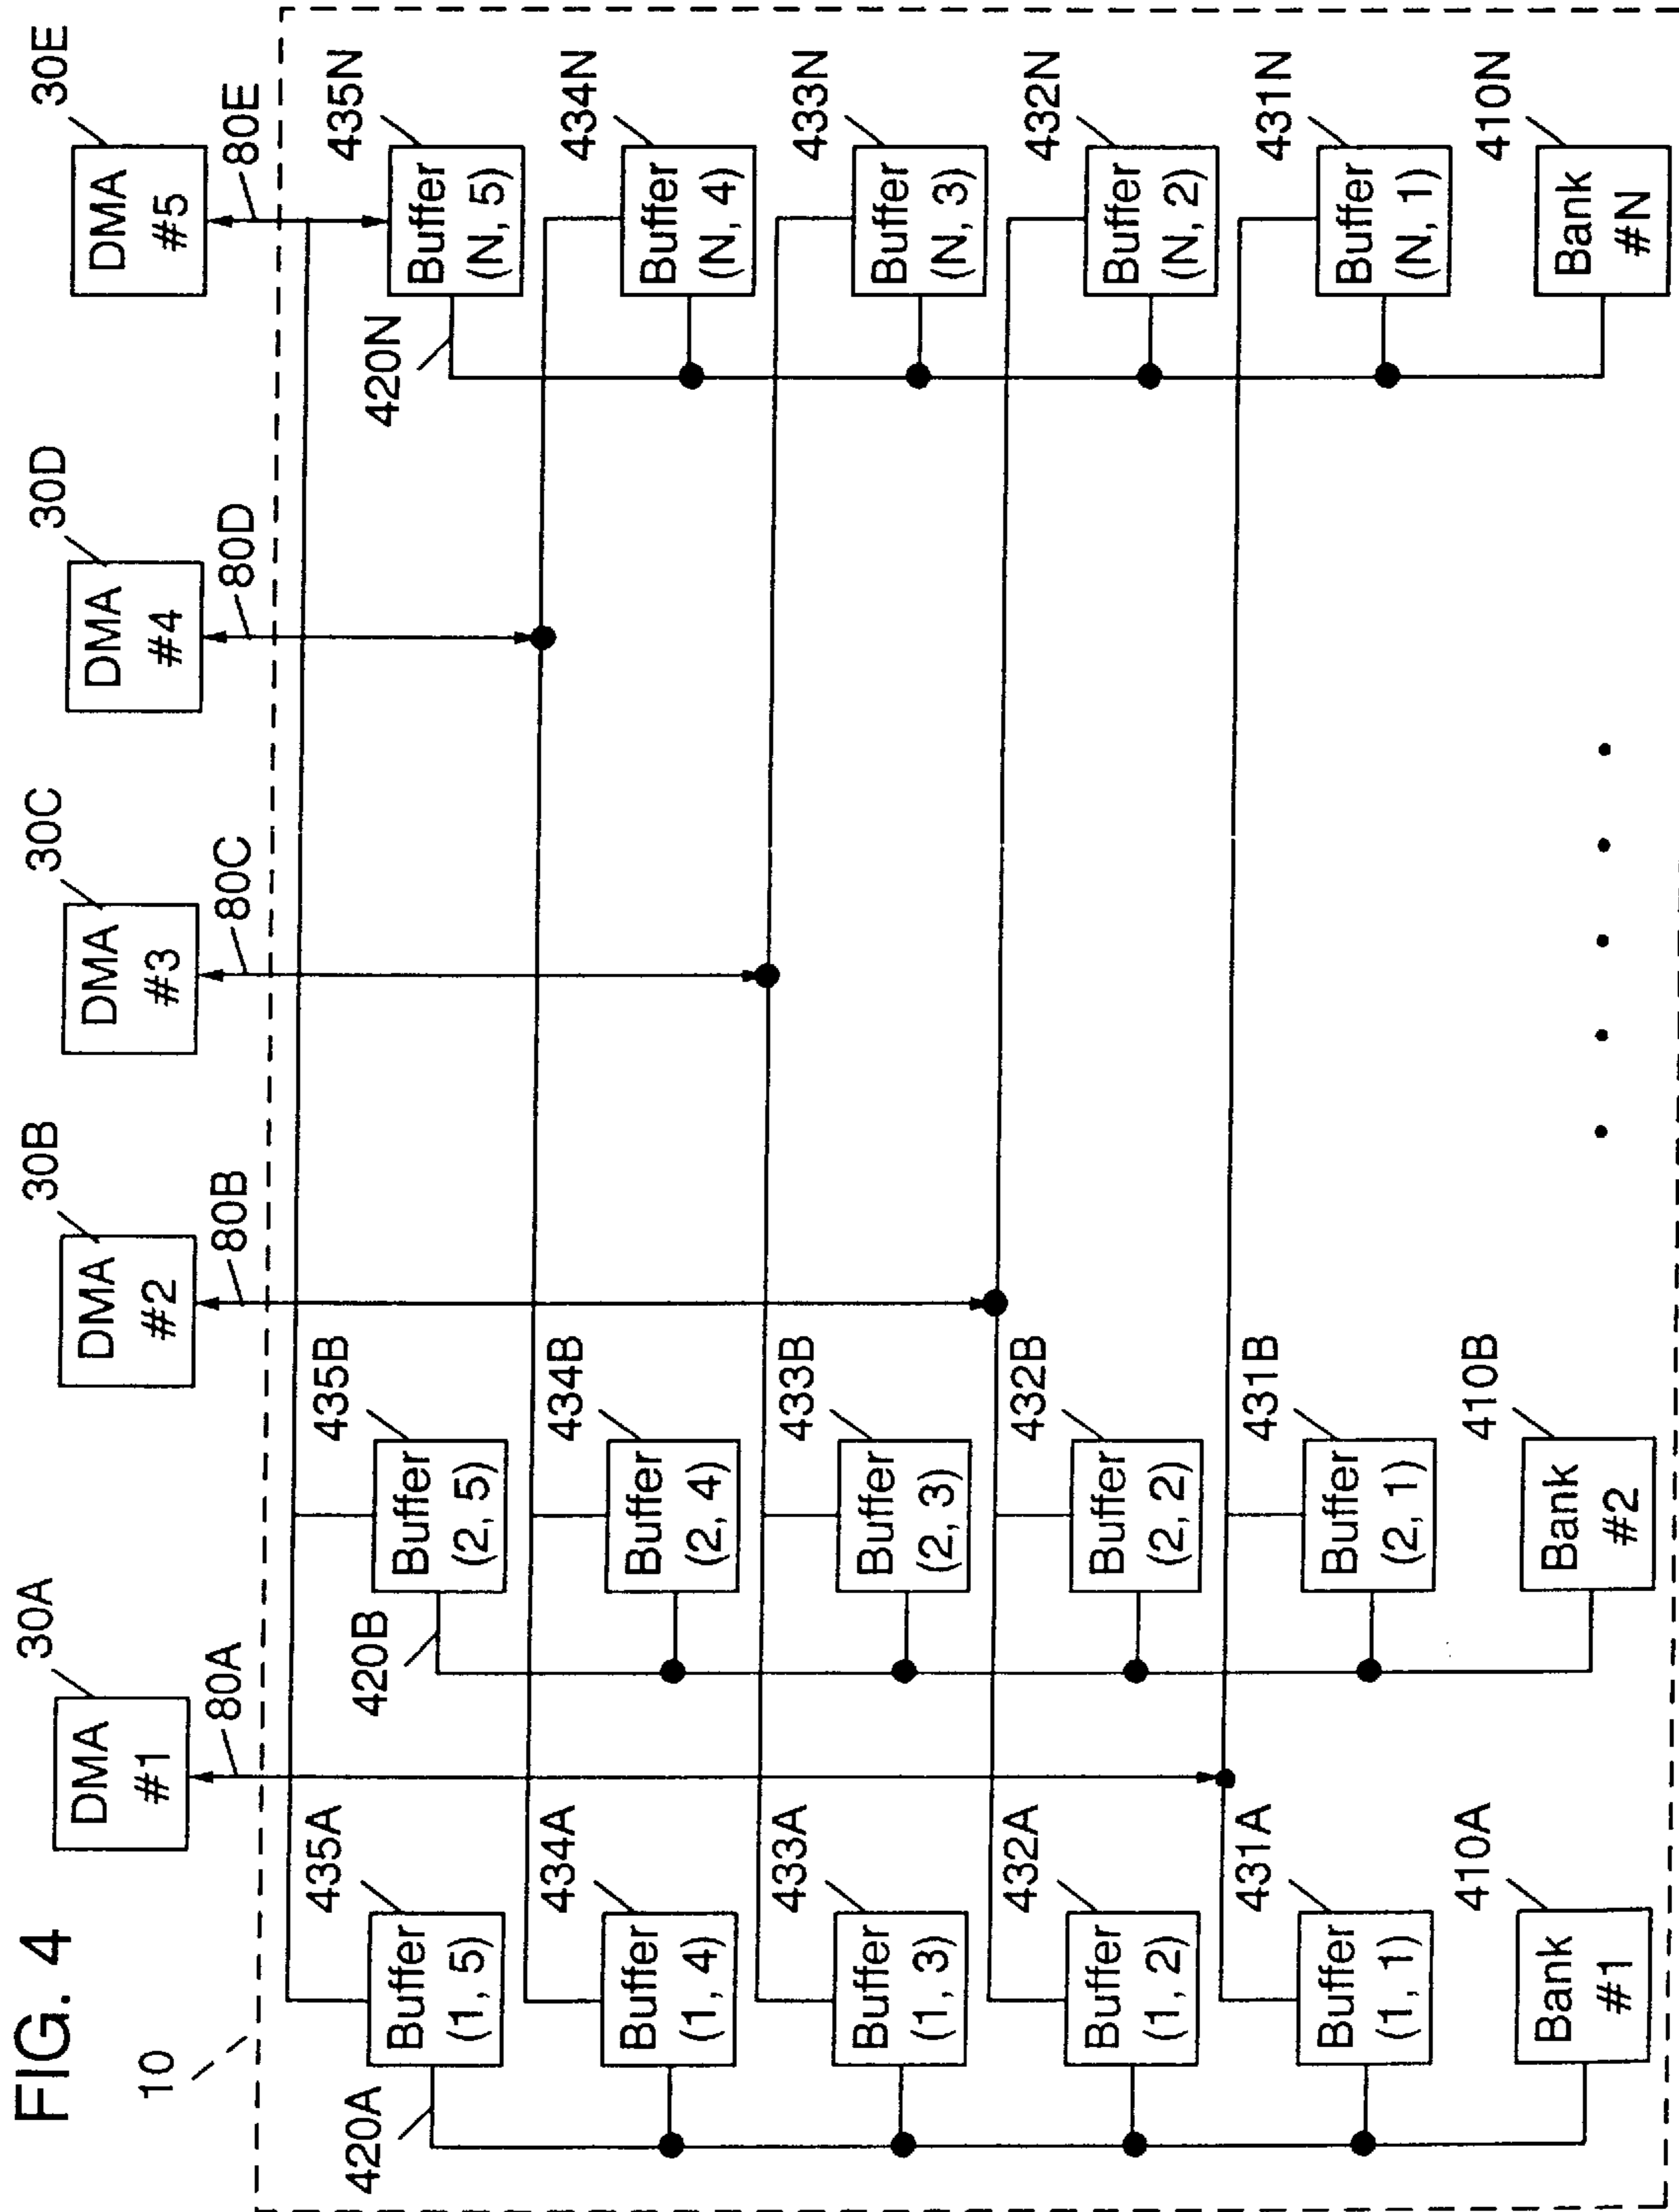 FIG. 4
10
30A
30B
30C
30D
30E
DMA
#1
DMA
#2
DMA
#3
DMA
#4
DMA
#5
80A
80B
80C
80D
80E
435A
435B
435N
Buffer
(1, 5)
Buffer
(2, 5)
Buffer
(N, 5)
420A
420B
420N
434A
434B
434N
Buffer
(1, 4)
Buffer
(2, 4)
Buffer
(N, 4)
433A
433B
433N
Buffer
(1, 3)
Buffer
(2, 3)
Buffer
(N, 3)
432A
432B
432N
Buffer
(1, 2)
Buffer
(2, 2)
Buffer
(N, 2)
431A
431B
431N
Buffer
(1, 1)
Buffer
(2, 1)
Buffer
(N, 1)
410A
410B
410N
Bank
#1
Bank
#2
Bank
#N